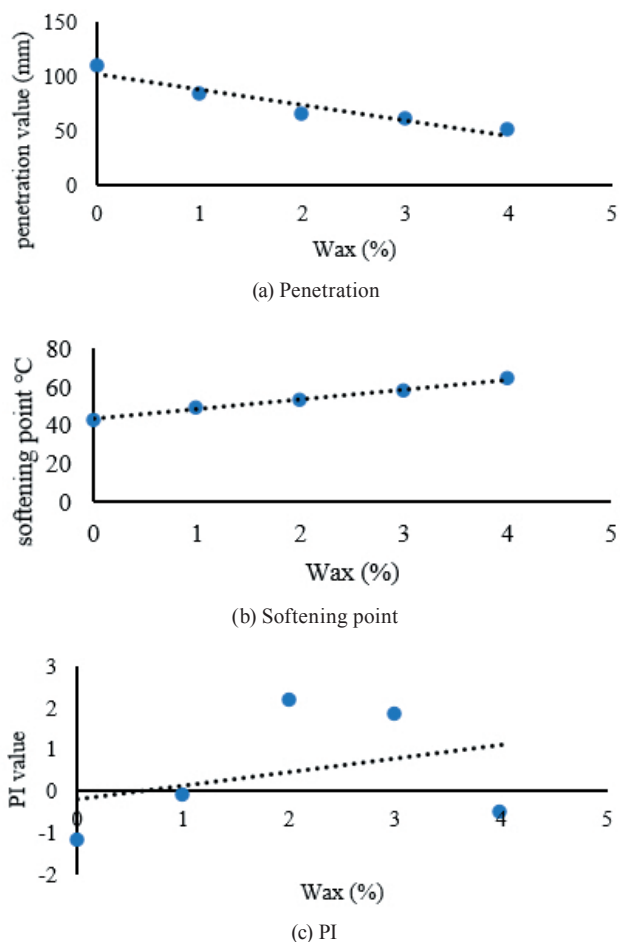 150
100
50
0
penetration value (mm)
0 1 2 3 4 5
Wax (%)
(a) Penetration
80
60
40
20
0
softening point °C
0 1 2 3 4 5
Wax (%)
(b) Softening point
3
2
1
0
-1
-2
PI value
0 1 2 3 4 5
Wax (%)
(c) PI